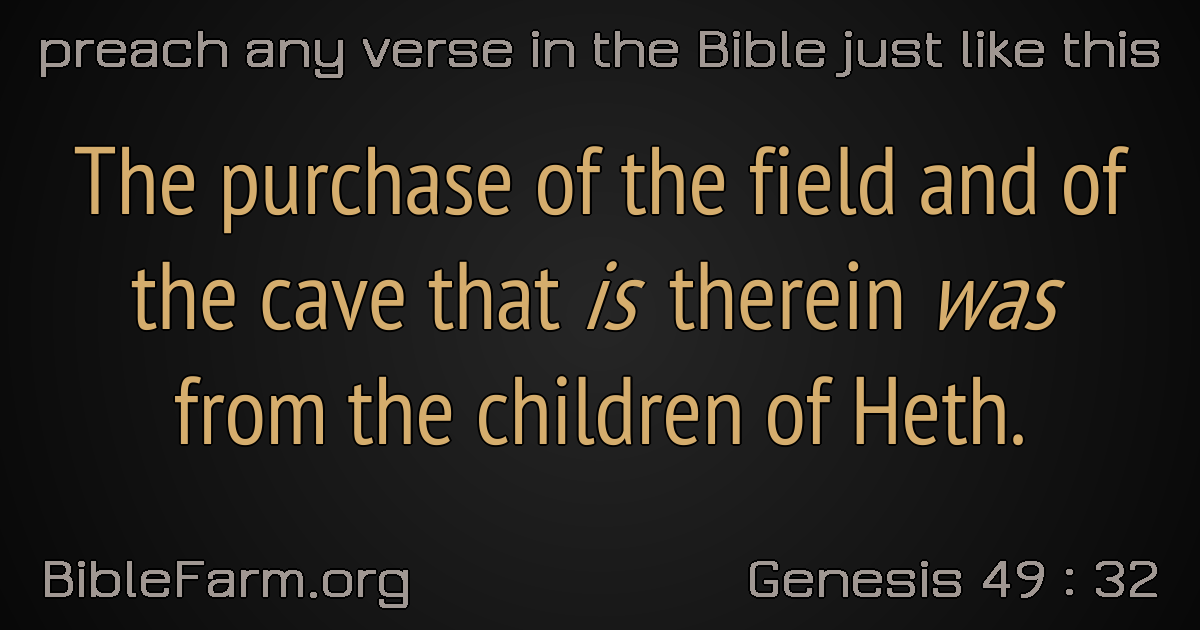 preach any verse in the Bible just like this
The purchase of the field and of
the cave that is therein was
from the children of Heth.
BibleFarm.org
Genesis 49 : 32